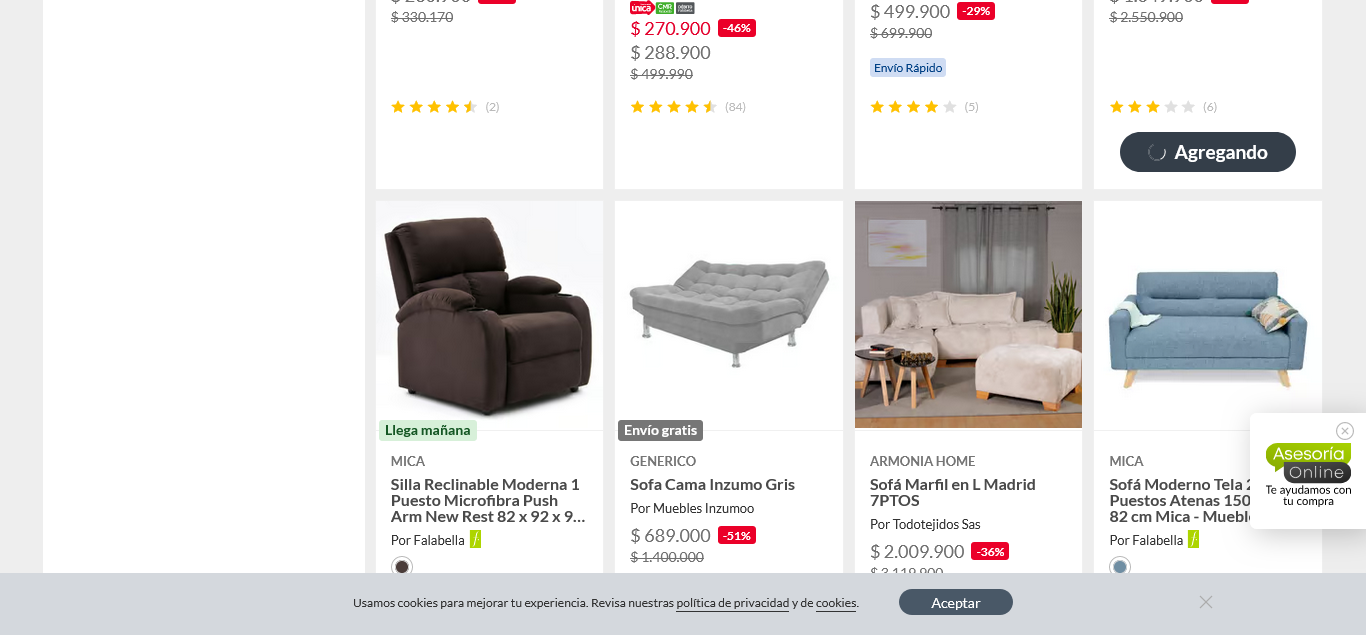 $ 330.170
(2)
única CMR
$ 270.900 -46%
$ 288.900
$ 499.990
(84)
$ 499.900 -29%
$ 699.900
Envío Rápido
(5)
$ 2.550.900
(6)
Agregando
Llega mañana
MICA
Silla Reclinable Moderna 1
Puesto Microfibra Push
Arm New Rest 82 x 92 x 9...
Por Falabella
Envío gratis
GENERICO
Sofa Cama Inzumo Gris
Por Muebles Inzumoo
$ 689.000 -51%
$ 1.400.000
ARMONIA HOME
Sofá Marfil en L Madrid
7PTOS
Por Todotejidos Sas
$ 2.009.900 -36%
$ 3.119.900
MICA
Sofá Moderno Tela 2
Puestos Atenas 150
82 cm Mica - Mueble
Por Falabella
Asesoría
Online
Te ayudamos con
tu compra
Usamos cookies para mejorar tu experiencia. Revisa nuestras política de privacidad y de cookies.
Aceptar